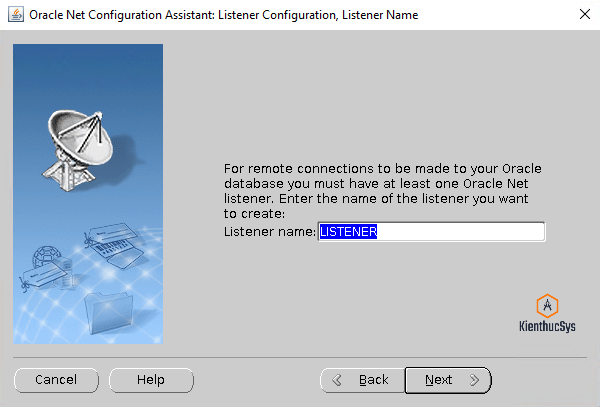 Oracle Net Configuration Assistant: Listener Configuration, Listener Name
For remote connections to be made to your Oracle
database you must have at least one Oracle Net
listener. Enter the name of the listener you want
to create:
Listener name: LISTENER
KienthucSys
Cancel Help Back Next